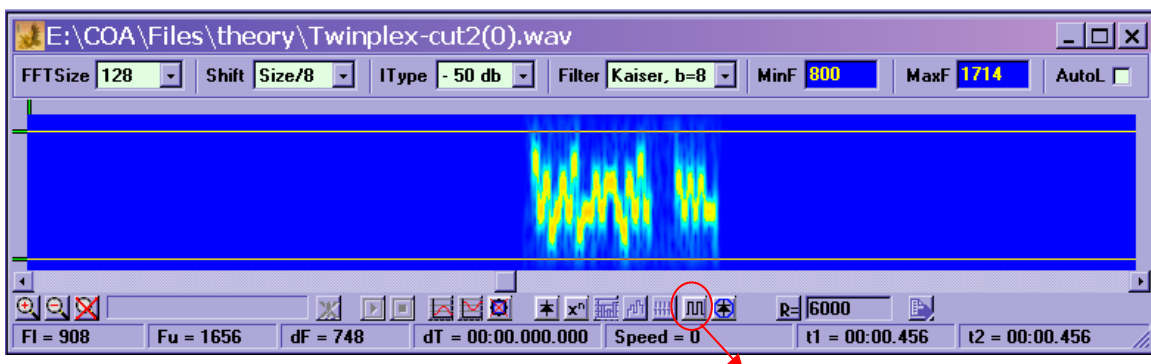 E:\COA\Files\theory\Twinplex-cut2(0).wav
FFTSize 128 Shift Size/8 IType - 50 db Filter Kaiser, b=8 MinF 800 MaxF 1714 AutoL
xⁿ R= 6000
Fl = 908 Fu = 1656 dF = 748 dT = 00:00.000.000 Speed = 0 t1 = 00:00.456 t2 = 00:00.456